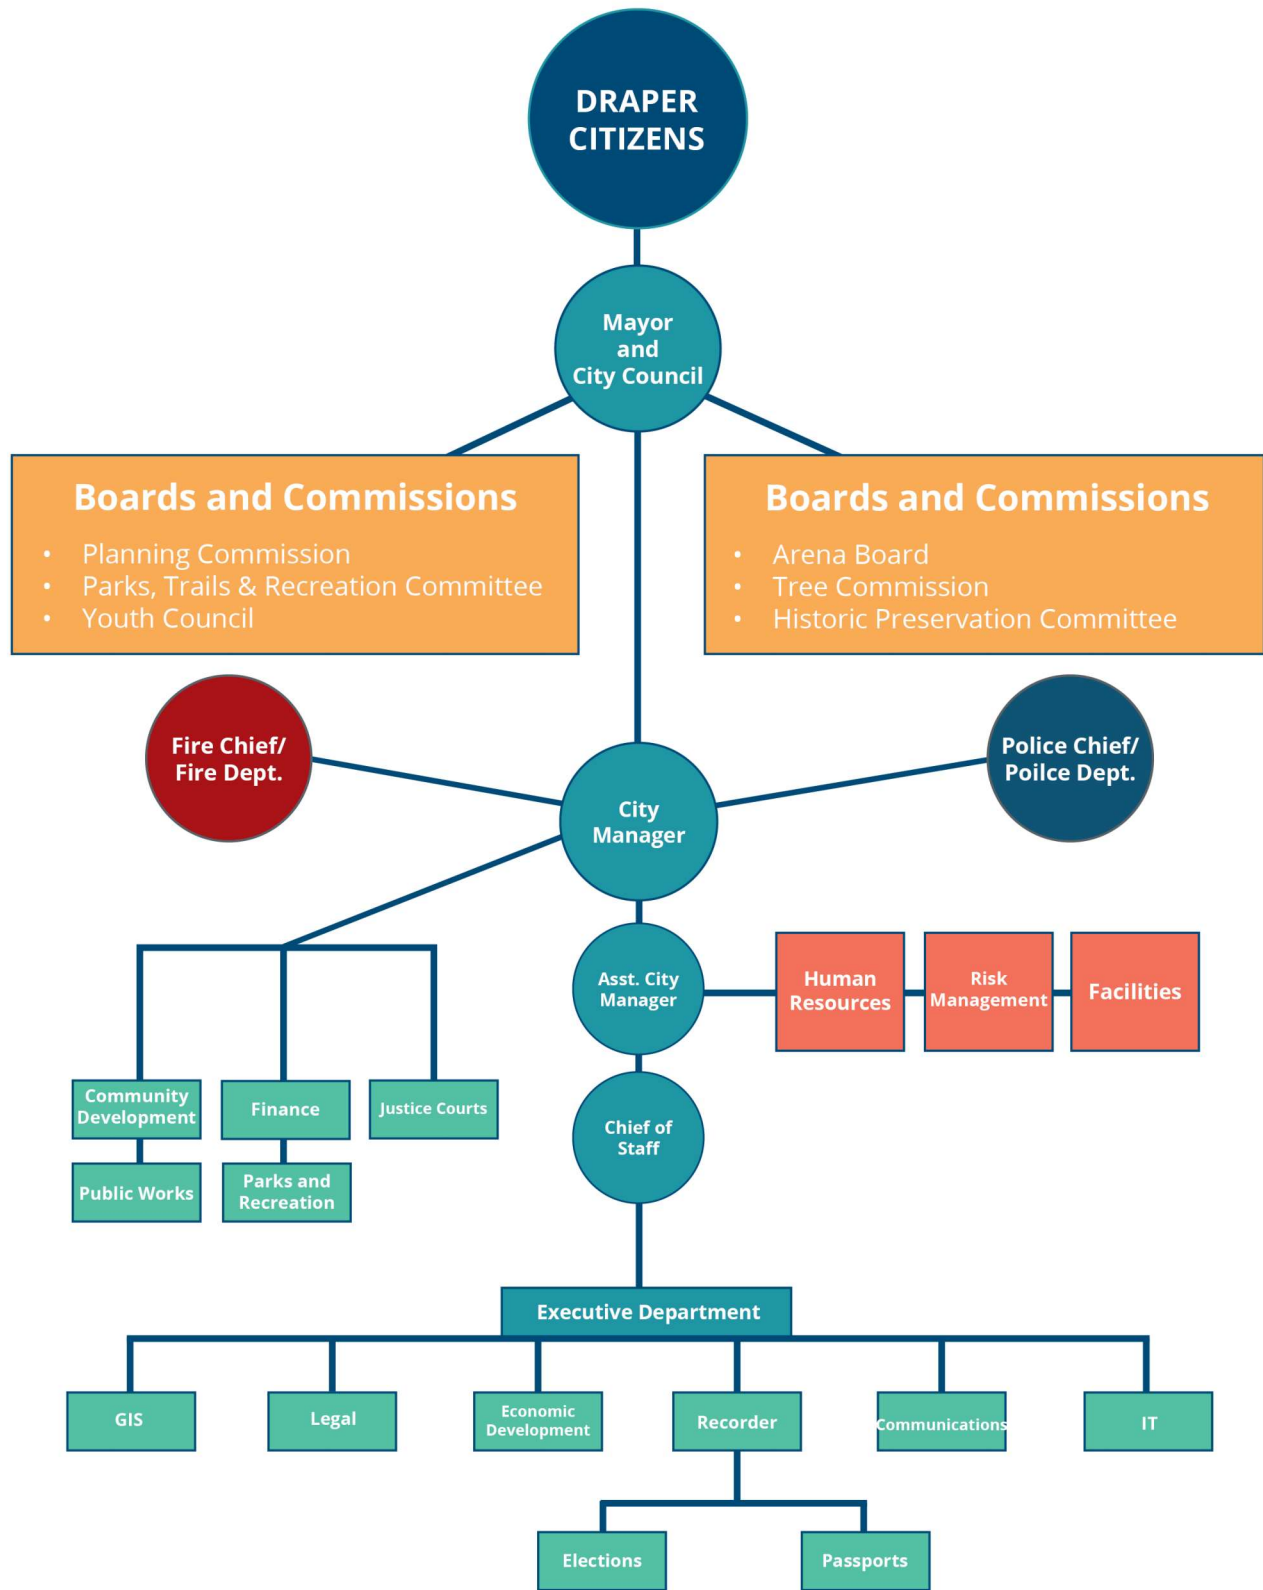 DRAPER
CITIZENS
Mayor
and
City Council
Boards and Commissions
• Planning Commission
• Parks, Trails & Recreation Committee
• Youth Council
Boards and Commissions
• Arena Board
• Tree Commission
• Historic Preservation Committee
Fire Chief/
Fire Dept.
Police Chief/
Poilce Dept.
City
Manager
Asst. City
Manager
Human
Resources
Risk
Management
Facilities
Community
Development
Finance
Justice Courts
Chief of
Staff
Public Works
Parks and
Recreation
Executive Department
GIS
Legal
Economic
Development
Recorder
Communications
IT
Elections
Passports